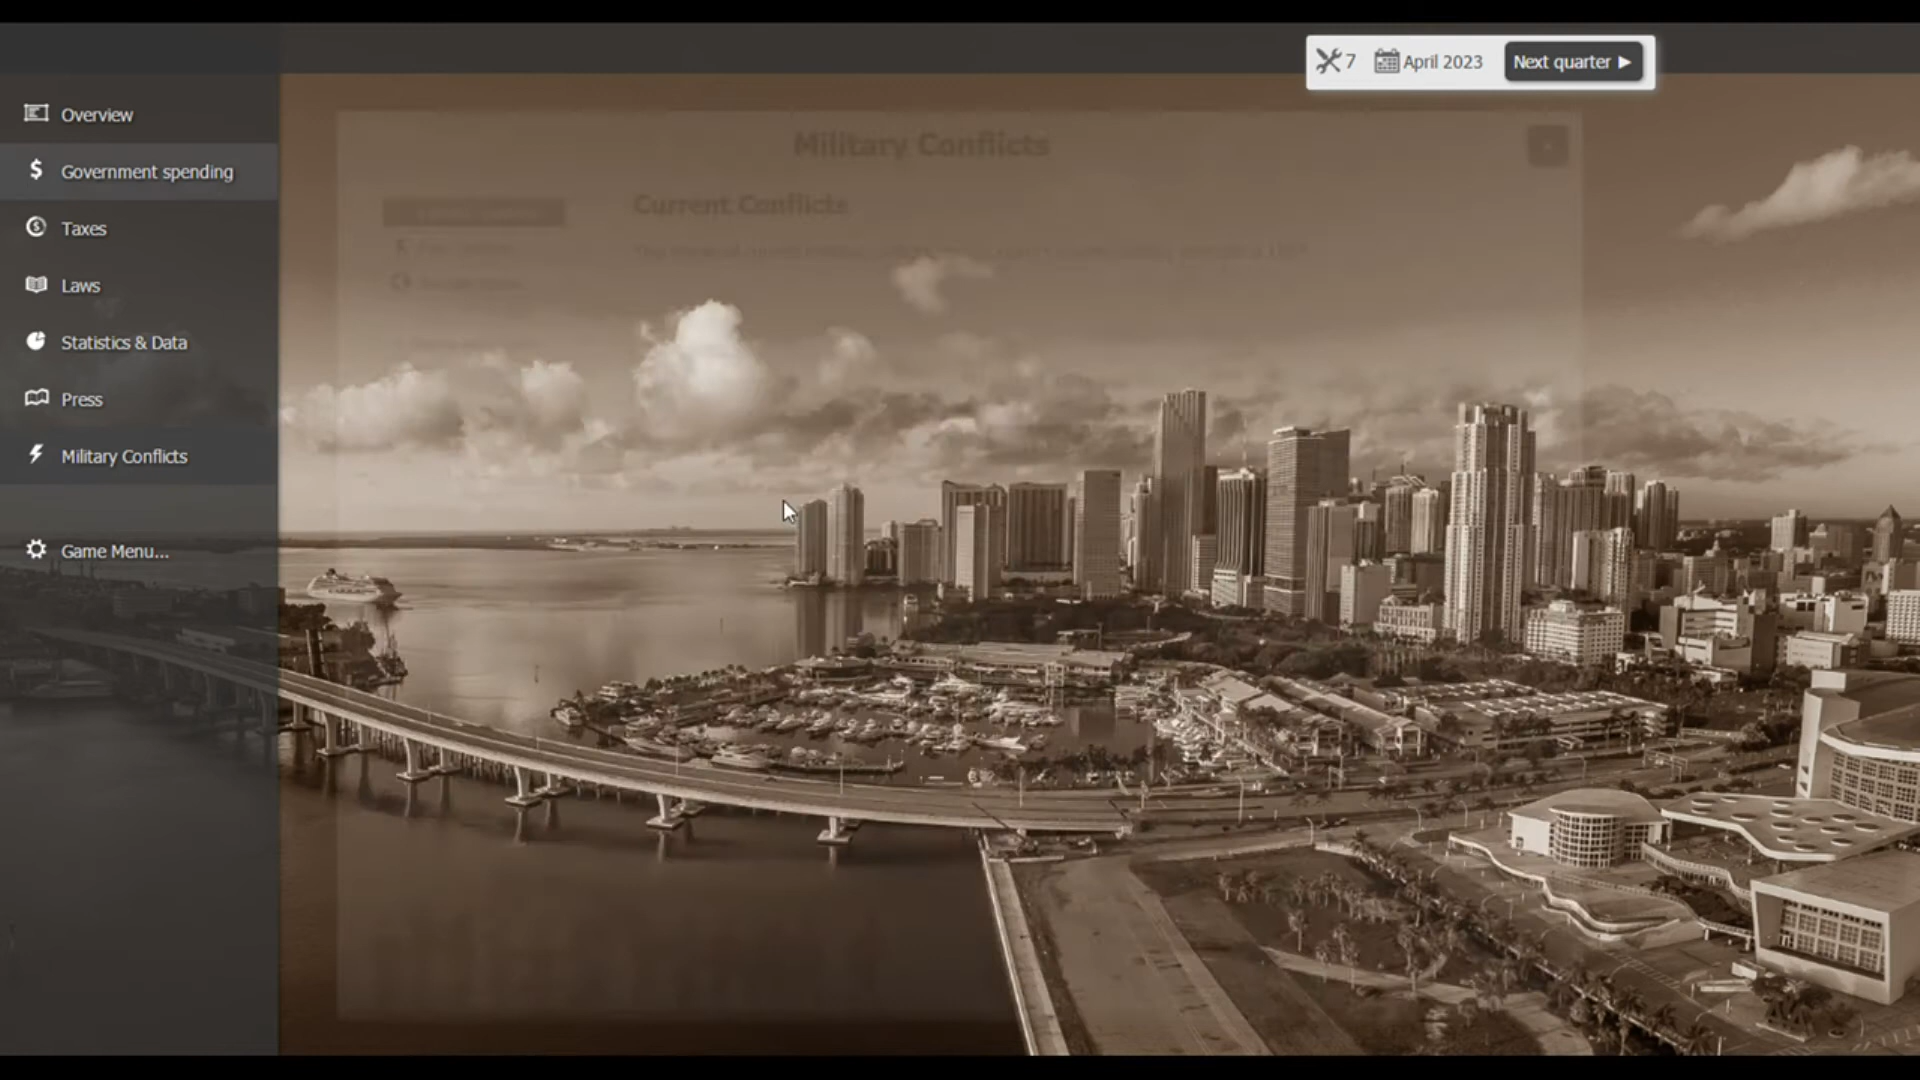 7 April 2023 Next quarter
Overview
Government spending
Taxes
Laws
Statistics & Data
Press
Military Conflicts
Game Menu...
Military Conflicts
Current Conflicts